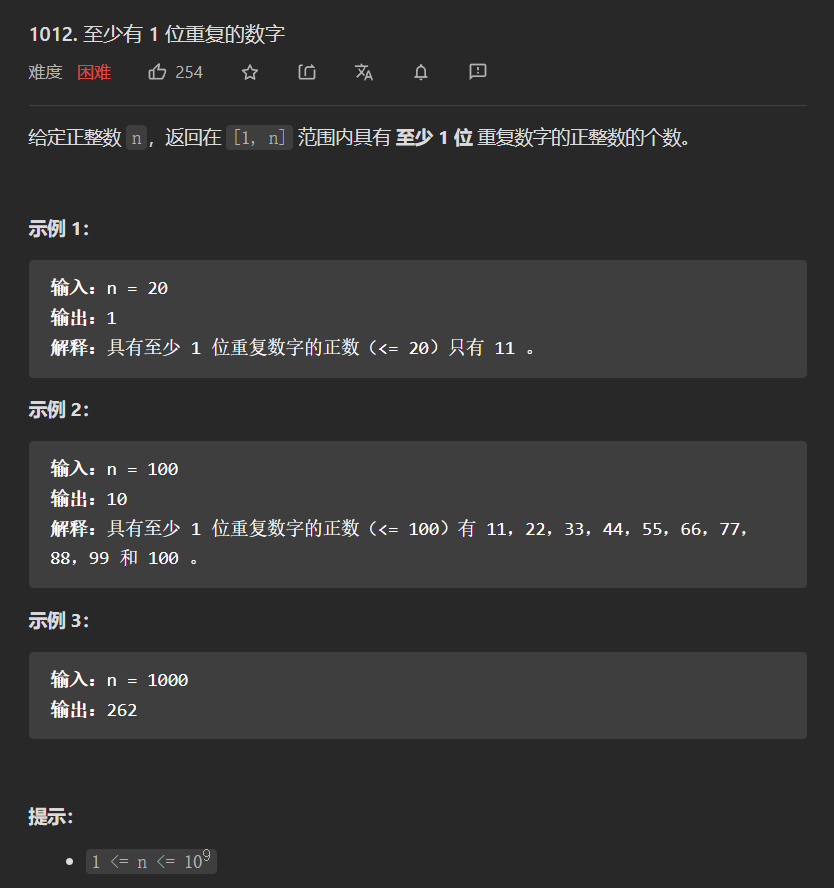 1012. 至少有 1 位重复的数字
难度 困难 254
给定正整数 n，返回在 [1, n] 范围内具有 至少 1 位 重复数字的正整数的个数。
示例 1：
输入：n = 20
输出：1
解释：具有至少 1 位重复数字的正数（<= 20）只有 11 。
示例 2：
输入：n = 100
输出：10
解释：具有至少 1 位重复数字的正数（<= 100）有 11，22，33，44，55，66，77，
88，99 和 100 。
示例 3：
输入：n = 1000
输出：262
提示：
• 1 <= n <= 10⁹